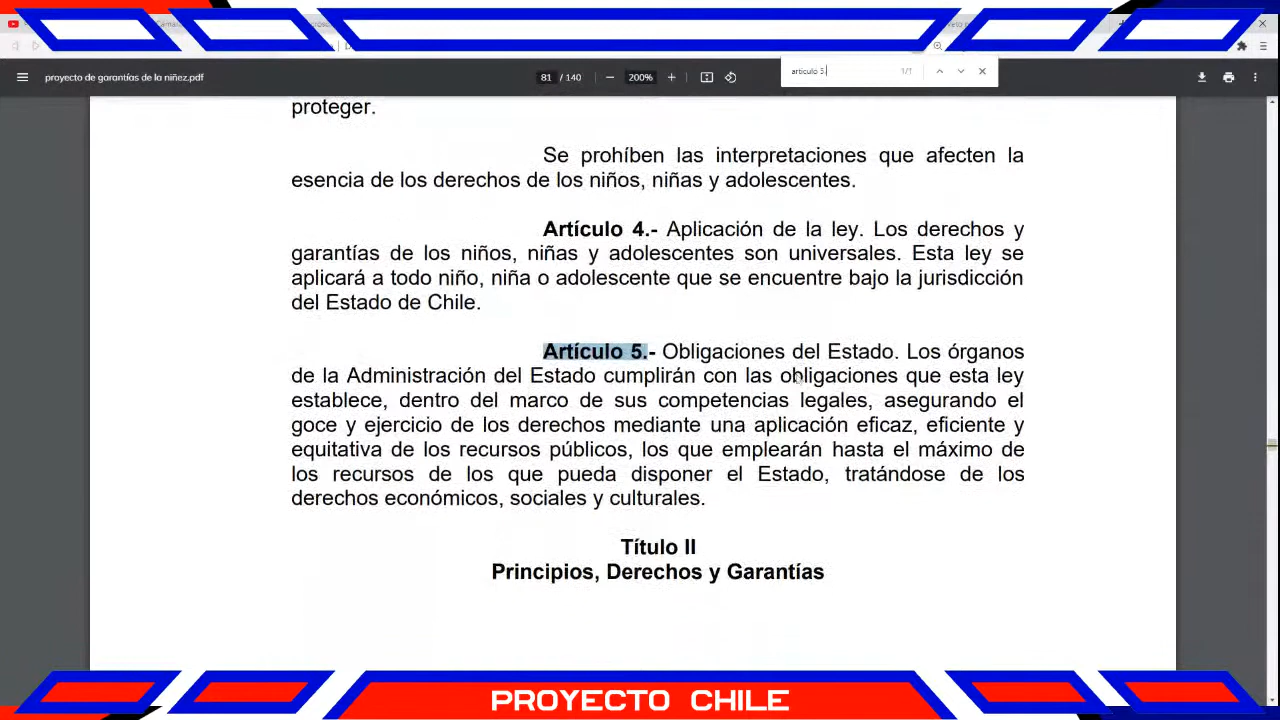 proyecto de garantías de la niñez.pdf
81 / 140
200%
articulo 5.
1/1
proteger.
Se prohíben las interpretaciones que afecten la
esencia de los derechos de los niños, niñas y adolescentes.
Artículo 4.- Aplicación de la ley. Los derechos y
garantías de los niños, niñas y adolescentes son universales. Esta ley se
aplicará a todo niño, niña o adolescente que se encuentre bajo la jurisdicción
del Estado de Chile.
Artículo 5.- Obligaciones del Estado. Los órganos
de la Administración del Estado cumplirán con las obligaciones que esta ley
establece, dentro del marco de sus competencias legales, asegurando el
goce y ejercicio de los derechos mediante una aplicación eficaz, eficiente y
equitativa de los recursos públicos, los que emplearán hasta el máximo de
los recursos de los que pueda disponer el Estado, tratándose de los
derechos económicos, sociales y culturales.
Título II
Principios, Derechos y Garantías
PROYECTO CHILE